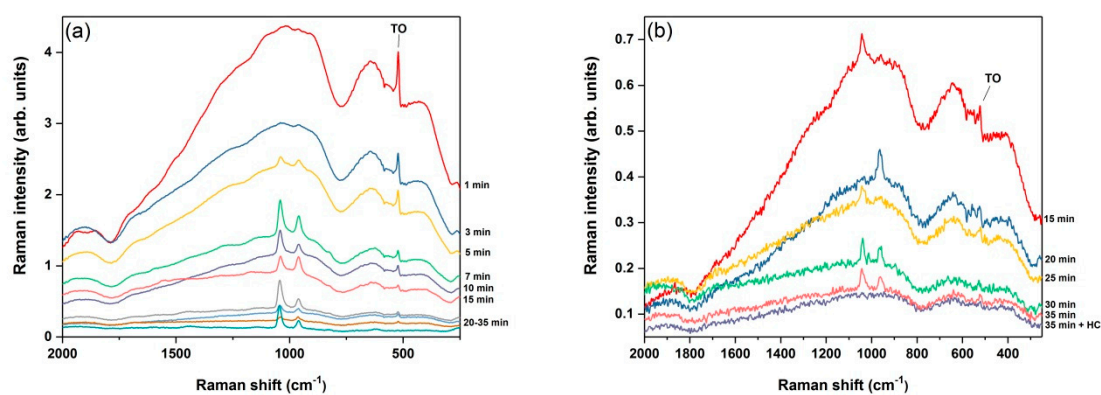 (a)
TO
4
3
2
1
0
Raman intensity (arb. units)
1 min
3 min
5 min
7 min
10 min
15 min
20-35 min
2000
1500
1000
500
Raman shift (cm-1)
(b)
TO
0.7
0.6
0.5
0.4
0.3
0.2
0.1
Raman intensity (arb. units)
15 min
20 min
25 min
30 min
35 min
35 min + HC
2000
1800
1600
1400
1200
1000
800
600
400
Raman shift (cm-1)